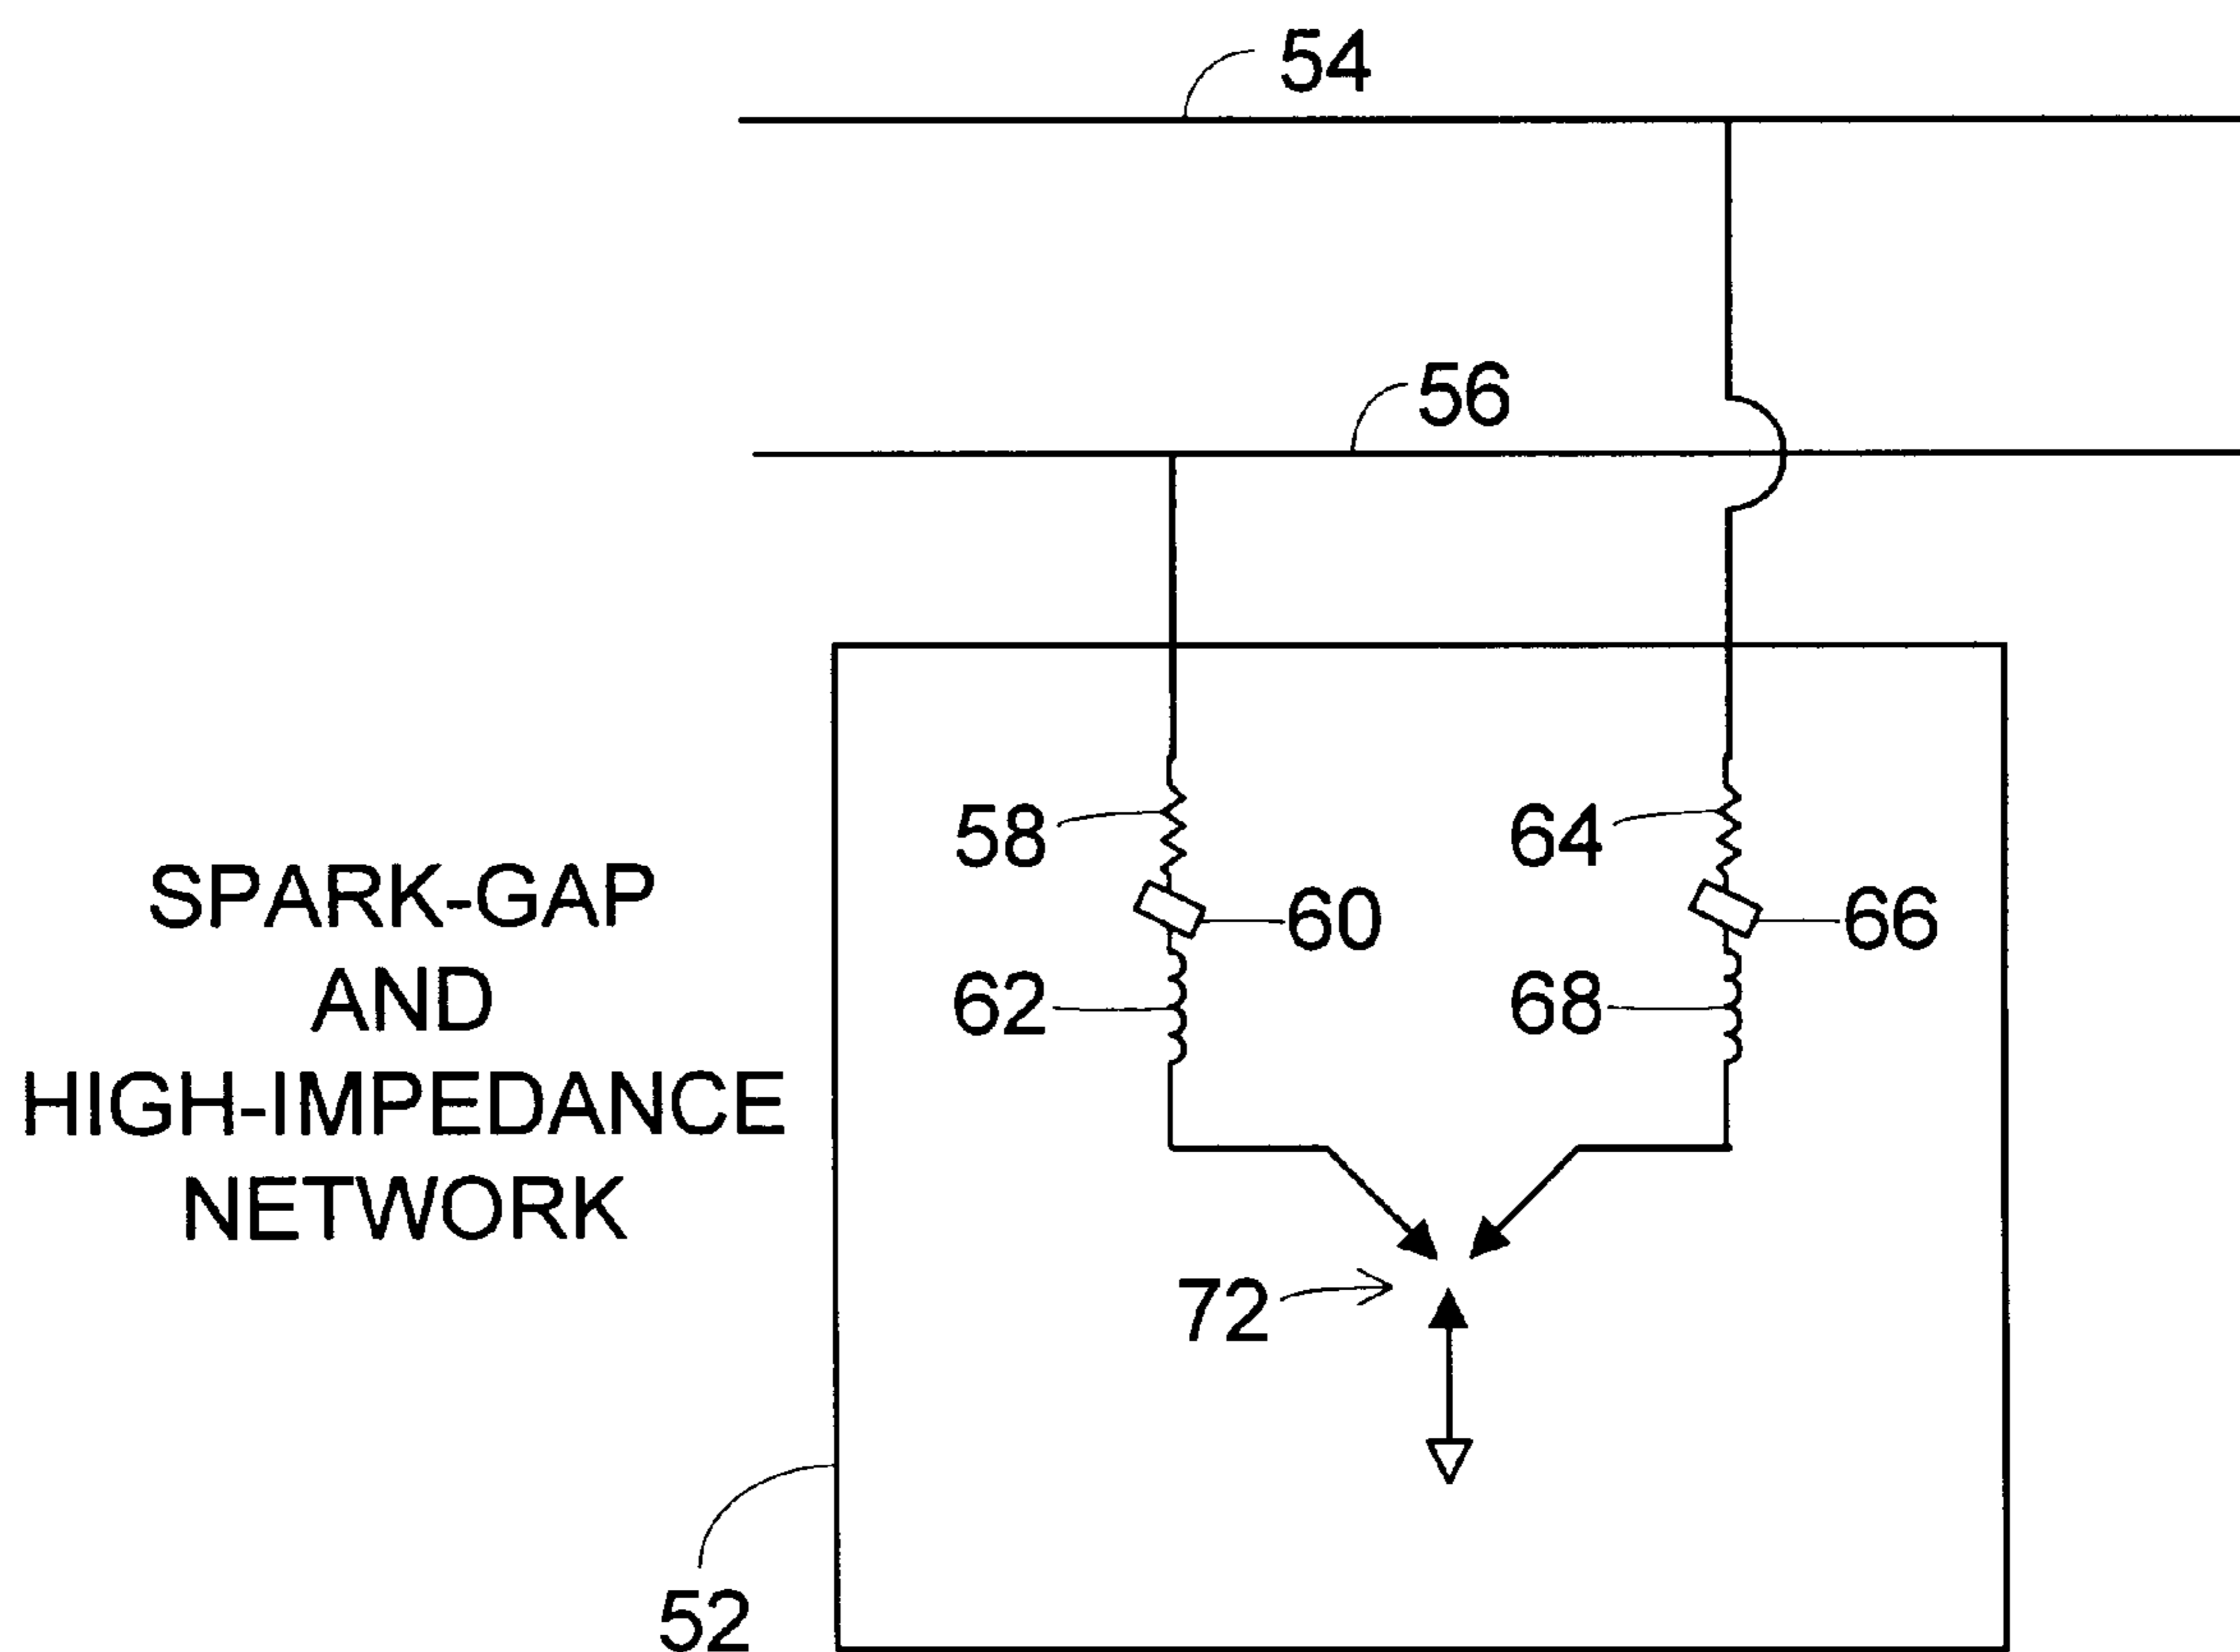 54
56
58
64
60
66
62
68
SPARK-GAP
AND
HIGH-IMPEDANCE
NETWORK
72
52